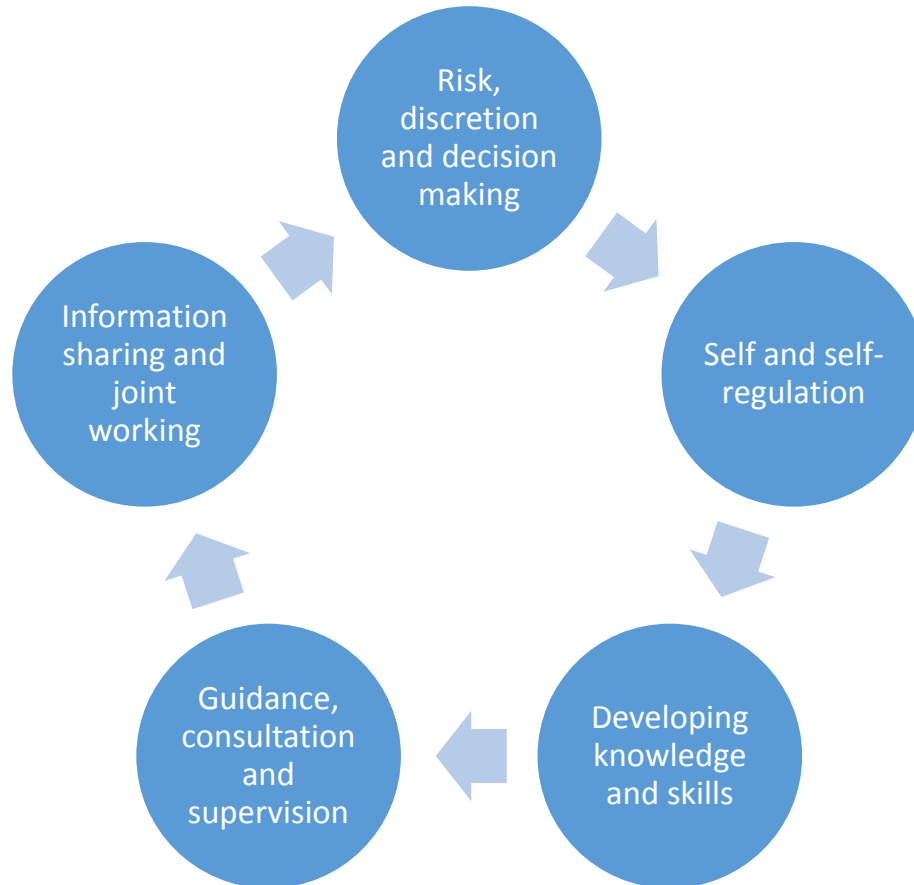 Risk,
discretion
and decision
making
Self and self-
regulation
Developing
knowledge
and skills
Guidance,
consultation
and
supervision
Information
sharing and
joint
working